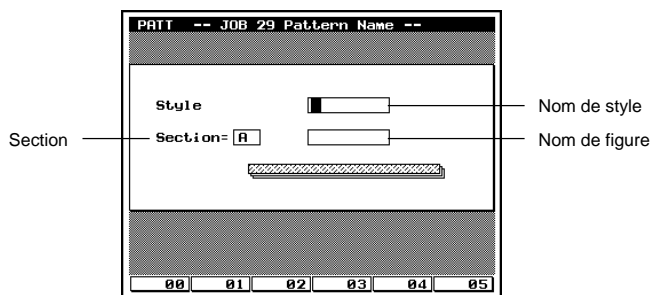 PATT -- JOB 29 Pattern Name --
Style
Nom de style
Section
Section= A
Nom de figure
00 01 02 03 04 05